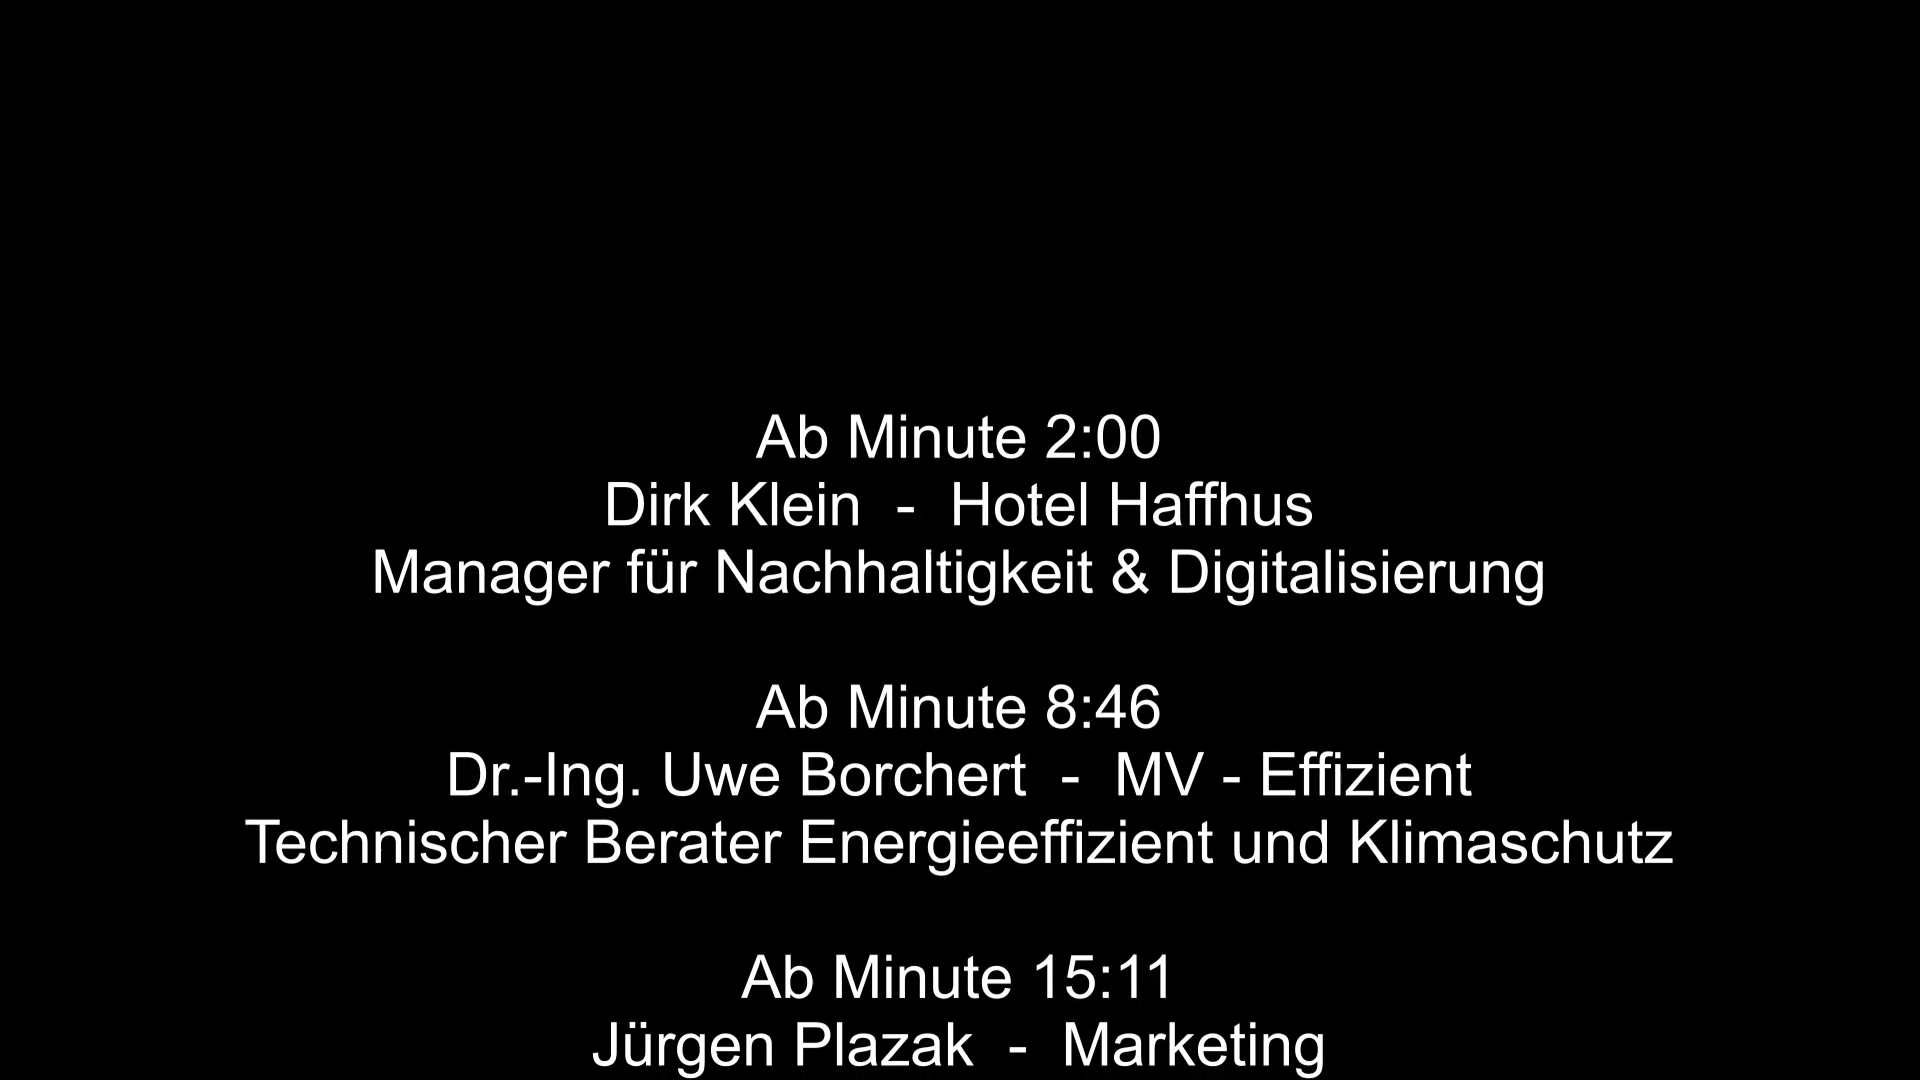 Ab Minute 2:00
Dirk Klein  -  Hotel Haffhus
Manager für Nachhaltigkeit & Digitalisierung
Ab Minute 8:46
Dr.-Ing. Uwe Borchert  -  MV - Effizient
Technischer Berater Energieeffizient und Klimaschutz
Ab Minute 15:11
Jürgen Plazak  -  Marketing